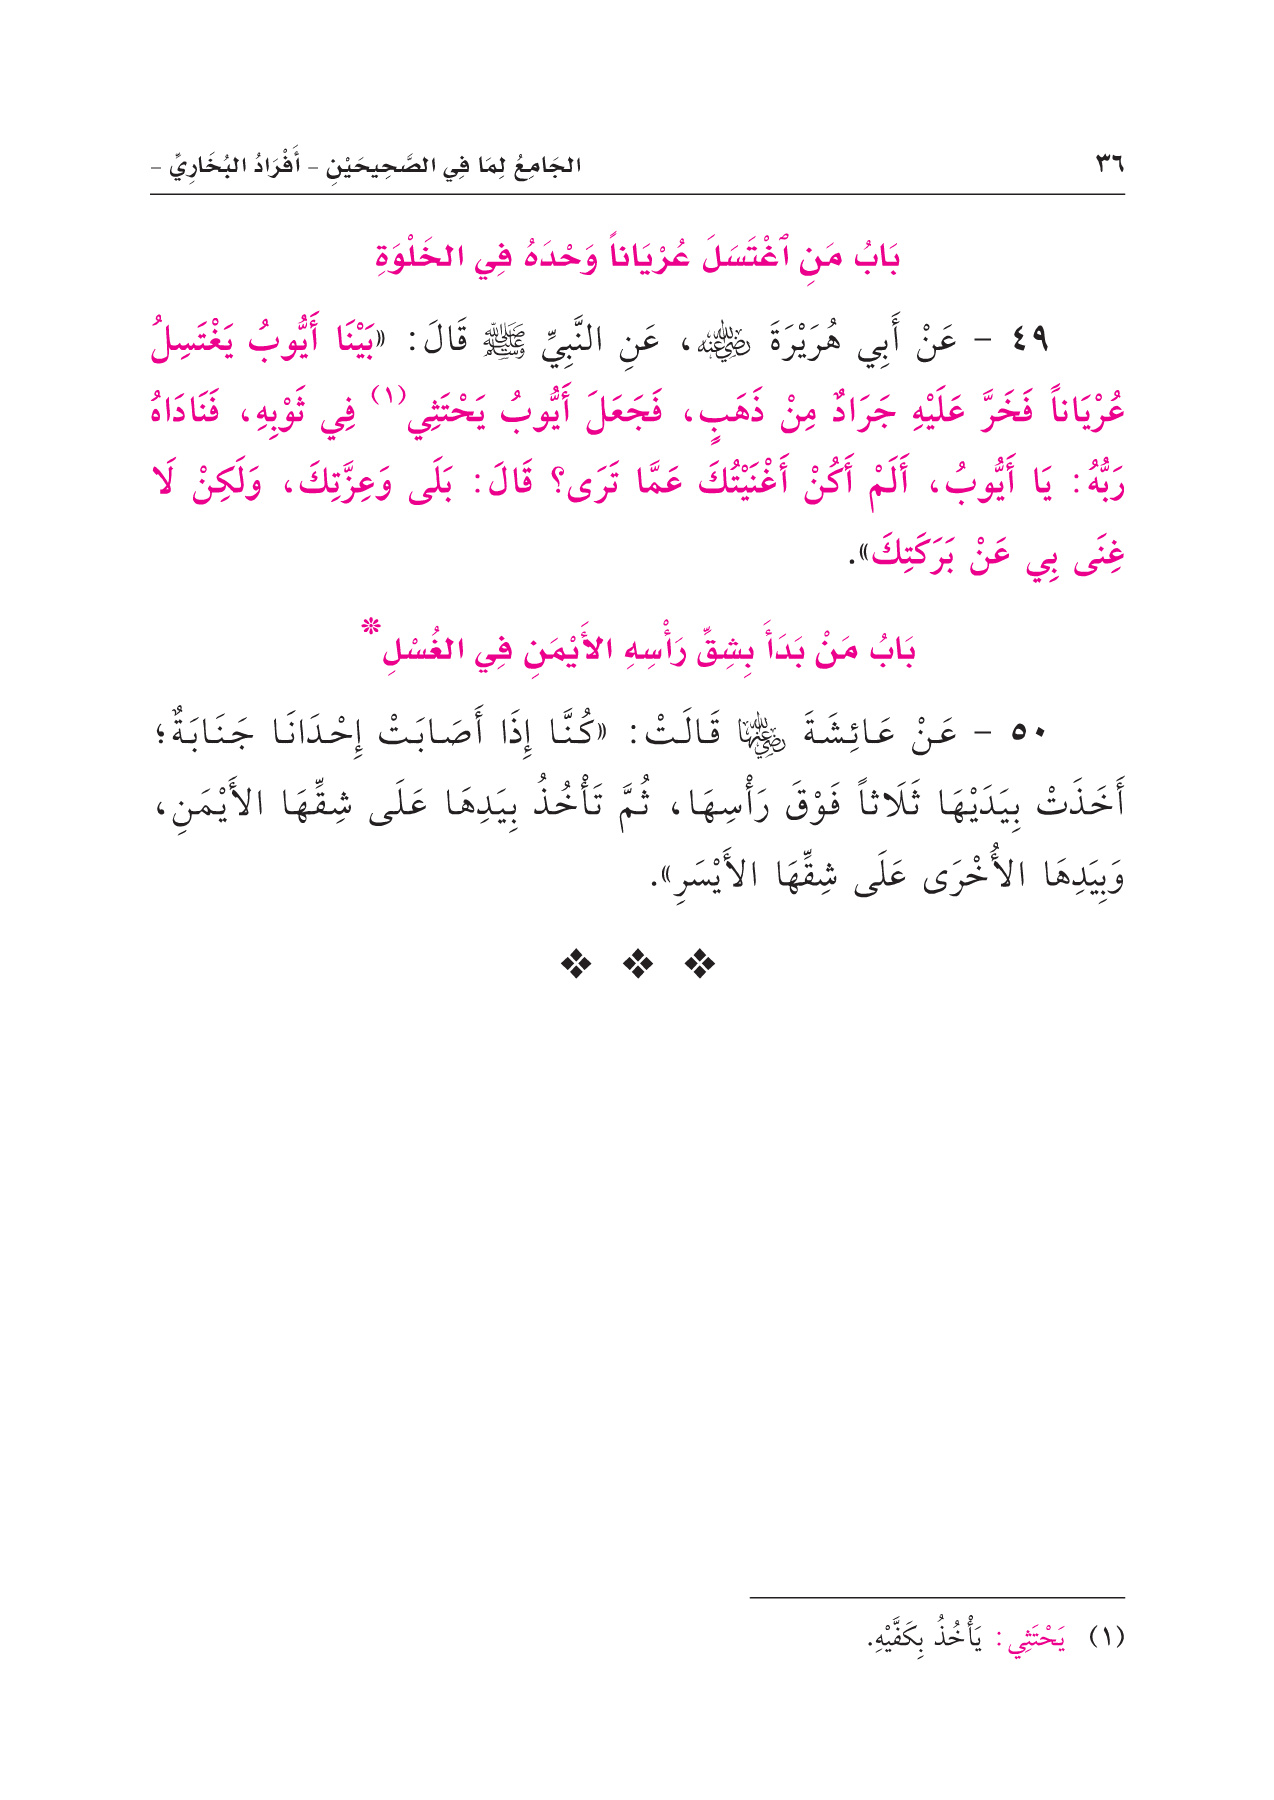 ٣٦ الجَامِعُ لِمَا فِي الصَّحِيحَيْنِ – أَفْرَادُ البُخَارِيِّ –
بَابُ مَنِ ٱغْتَسَلَ عُرْيَاناً وَحْدَهُ فِي الخَلْوَةِ
٤٩ – عَنْ أَبِي هُرَيْرَةَ رضي الله عنه، عَنِ النَّبِيِّ ﷺ قَالَ: «بَيْنَا أَيُّوبُ يَغْتَسِلُ
عُرْيَاناً فَخَرَّ عَلَيْهِ جَرَادٌ مِنْ ذَهَبٍ، فَجَعَلَ أَيُّوبُ يَحْتَثِي(١) فِي ثَوْبِهِ، فَنَادَاهُ
رَبُّهُ: يَا أَيُّوبُ، أَلَمْ أَكُنْ أَغْنَيْتُكَ عَمَّا تَرَى؟ قَالَ: بَلَى وَعِزَّتِكَ، وَلَكِنْ لَا
غِنَى بِي عَنْ بَرَكَتِكَ».
بَابُ مَنْ بَدَأَ بِشِقِّ رَأْسِهِ الأَيْمَنِ فِي الغُسْلِ*
٥٠ – عَنْ عَائِشَةَ رضي الله عنها قَالَتْ: «كُنَّا إِذَا أَصَابَتْ إِحْدَانَا جَنَابَةٌ؛
أَخَذَتْ بِيَدَيْهَا ثَلَاثاً فَوْقَ رَأْسِهَا، ثُمَّ تَأْخُذُ بِيَدِهَا عَلَى شِقِّهَا الأَيْمَنِ،
وَبِيَدِهَا الأُخْرَى عَلَى شِقِّهَا الأَيْسَرِ».
(١) يَحْتَثِي: يَأْخُذُ بِكَفَّيْهِ.